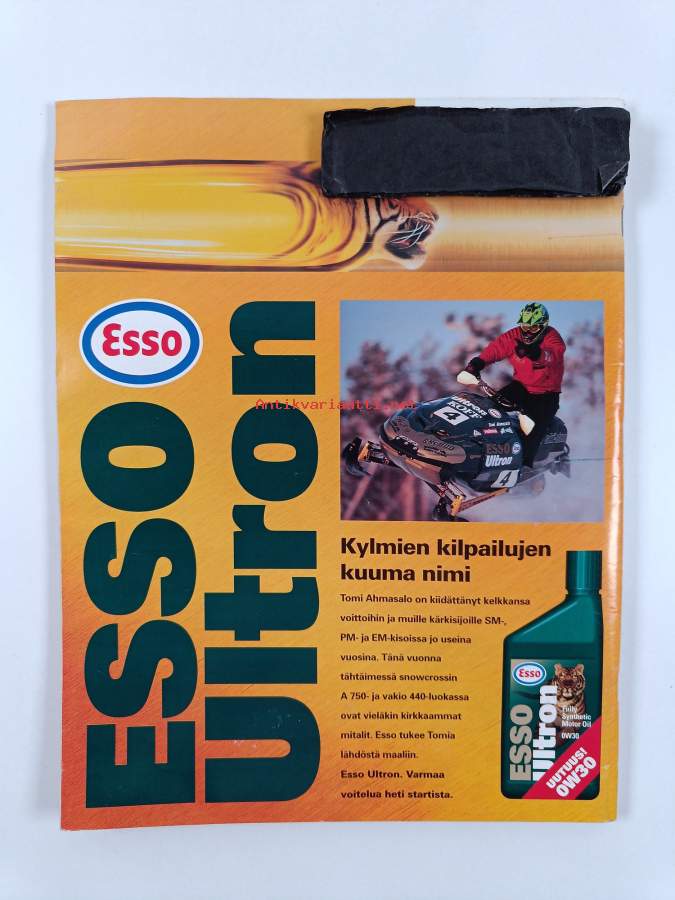 Esso
ESSO
Ultron
Antikvariaatti.net
Ultron
KOFF
4
ESSO
Ultron
4
Kylmien kilpailujen
kuuma nimi
Tomi Ahmasalo on kiidättänyt kelkkansa
voittoihin ja muille kärkisijoille SM-,
PM- ja EM-kisoissa jo useina
vuosina. Tänä vuonna
tähtäimessä snowcrossin
A 750- ja vakio 440-luokassa
ovat vieläkin kirkkaammat
mitalit. Esso tukee Tomia
lähdöstä maaliin.
Esso Ultron. Varmaa
voitelua heti startista.
Esso
ESSO
Ultron
Fully
Synthetic
Motor Oil
0W30
UUTUUS!
0W30